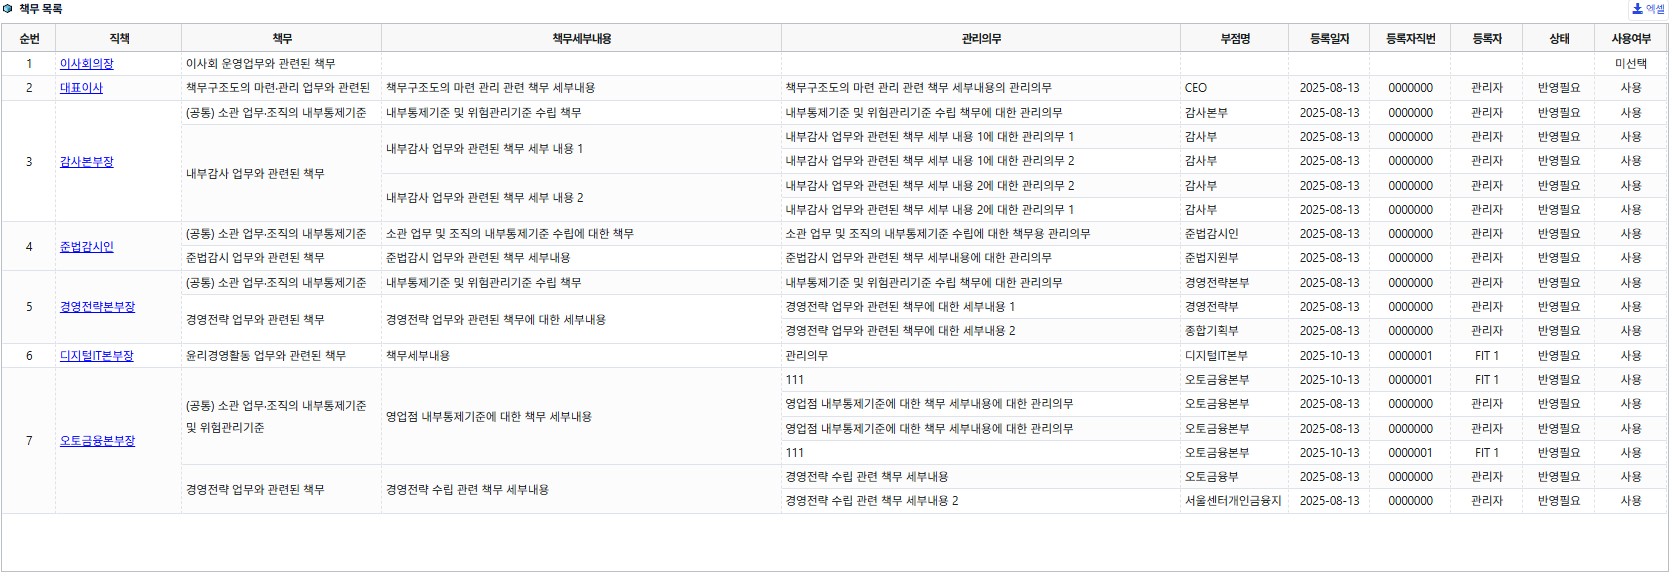 책무 목록
엑셀
순번 직책 책무 책무세부내용 관리의무 부점명 등록일자 등록자직번 등록자 상태 사용여부
1 이사회의장 이사회 운영업무와 관련된 책무 미선택
2 대표이사 책무구조도의 마련·관리 업무와 관련된 책무구조도의 마련 관리 관련 책무 세부내용 책무구조도의 마련 관리 관련 책무 세부내용의 관리의무 CEO 2025-08-13 0000000 관리자 반영필요 사용
3 감사본부장 (공통) 소관 업무·조직의 내부통제기준 내부통제기준 및 위험관리기준 수립 책무 내부통제기준 및 위험관리기준 수립 책무에 대한 관리의무 감사본부 2025-08-13 0000000 관리자 반영필요 사용
내부감사 업무와 관련된 책무 내부감사 업무와 관련된 책무 세부 내용 1 내부감사 업무와 관련된 책무 세부 내용 1에 대한 관리의무 1 감사부 2025-08-13 0000000 관리자 반영필요 사용
내부감사 업무와 관련된 책무 세부 내용 1에 대한 관리의무 2 감사부 2025-08-13 0000000 관리자 반영필요 사용
내부감사 업무와 관련된 책무 세부 내용 2 내부감사 업무와 관련된 책무 세부 내용 2에 대한 관리의무 2 감사부 2025-08-13 0000000 관리자 반영필요 사용
내부감사 업무와 관련된 책무 세부 내용 2에 대한 관리의무 1 감사부 2025-08-13 0000000 관리자 반영필요 사용
4 준법감시인 (공통) 소관 업무·조직의 내부통제기준 소관 업무 및 조직의 내부통제기준 수립에 대한 책무 소관 업무 및 조직의 내부통제기준 수립에 대한 책무용 관리의무 준법감시인 2025-08-13 0000000 관리자 반영필요 사용
준법감시 업무와 관련된 책무 준법감시 업무와 관련된 책무 세부내용 준법감시 업무와 관련된 책무 세부내용에 대한 관리의무 준법지원부 2025-08-13 0000000 관리자 반영필요 사용
5 경영전략본부장 (공통) 소관 업무·조직의 내부통제기준 내부통제기준 및 위험관리기준 수립 책무 내부통제기준 및 위험관리기준 수립 책무에 대한 관리의무 경영전략본부 2025-08-13 0000000 관리자 반영필요 사용
경영전략 업무와 관련된 책무 경영전략 업무와 관련된 책무에 대한 세부내용 경영전략 업무와 관련된 책무에 대한 세부내용 1 경영전략부 2025-08-13 0000000 관리자 반영필요 사용
경영전략 업무와 관련된 책무에 대한 세부내용 2 종합기획부 2025-08-13 0000000 관리자 반영필요 사용
6 디지털IT본부장 윤리경영활동 업무와 관련된 책무 책무세부내용 관리의무 디지털IT본부 2025-10-13 0000001 FIT 1 반영필요 사용
7 오토금융본부장 (공통) 소관 업무·조직의 내부통제기준 및 위험관리기준 영업점 내부통제기준에 대한 책무 세부내용 111 오토금융본부 2025-10-13 0000001 FIT 1 반영필요 사용
영업점 내부통제기준에 대한 책무 세부내용에 대한 관리의무 오토금융본부 2025-08-13 0000000 관리자 반영필요 사용
영업점 내부통제기준에 대한 책무 세부내용에 대한 관리의무 오토금융본부 2025-08-13 0000000 관리자 반영필요 사용
111 오토금융본부 2025-10-13 0000001 FIT 1 반영필요 사용
경영전략 업무와 관련된 책무 경영전략 수립 관련 책무 세부내용 경영전략 수립 관련 책무 세부내용 오토금융부 2025-08-13 0000000 관리자 반영필요 사용
경영전략 수립 관련 책무 세부내용 2 서울센터개인금융지 2025-08-13 0000000 관리자 반영필요 사용